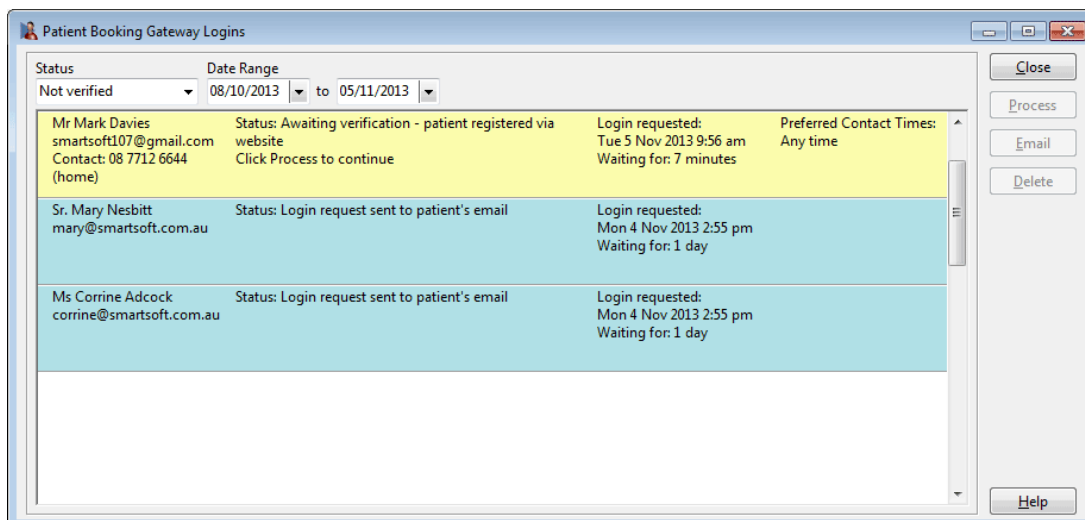 Patient Booking Gateway Logins
Status
Date Range
Not verified
08/10/2013 to 05/11/2013
Close
Process
Email
Delete
Mr Mark Davies
smartsoft107@gmail.com
Contact: 08 7712 6644
(home)
Status: Awaiting verification - patient registered via
website
Click Process to continue
Login requested:
Tue 5 Nov 2013 9:56 am
Waiting for: 7 minutes
Preferred Contact Times:
Any time
Sr. Mary Nesbitt
mary@smartsoft.com.au
Status: Login request sent to patient's email
Login requested:
Mon 4 Nov 2013 2:55 pm
Waiting for: 1 day
Ms Corrine Adcock
corrine@smartsoft.com.au
Status: Login request sent to patient's email
Login requested:
Mon 4 Nov 2013 2:55 pm
Waiting for: 1 day
Help